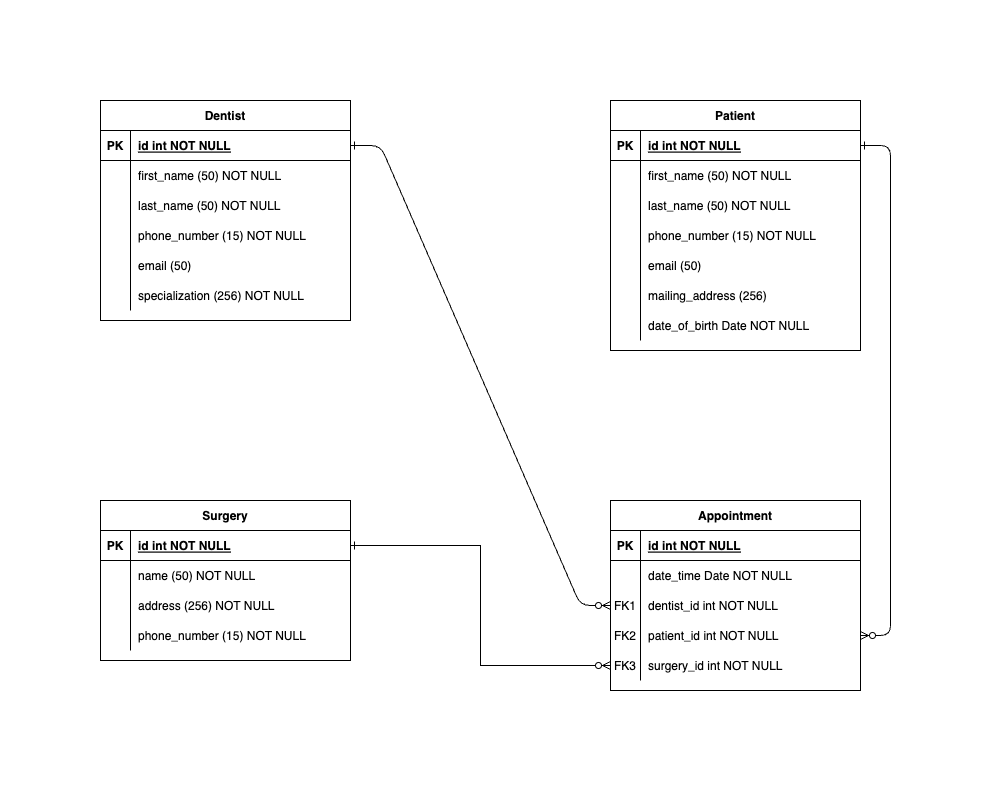 Dentist
PK id int NOT NULL
first_name (50) NOT NULL
last_name (50) NOT NULL
phone_number (15) NOT NULL
email (50)
specialization (256) NOT NULL
Patient
PK id int NOT NULL
first_name (50) NOT NULL
last_name (50) NOT NULL
phone_number (15) NOT NULL
email (50)
mailing_address (256)
date_of_birth Date NOT NULL
Surgery
PK id int NOT NULL
name (50) NOT NULL
address (256) NOT NULL
phone_number (15) NOT NULL
Appointment
PK id int NOT NULL
date_time Date NOT NULL
FK1 dentist_id int NOT NULL
FK2 patient_id int NOT NULL
FK3 surgery_id int NOT NULL